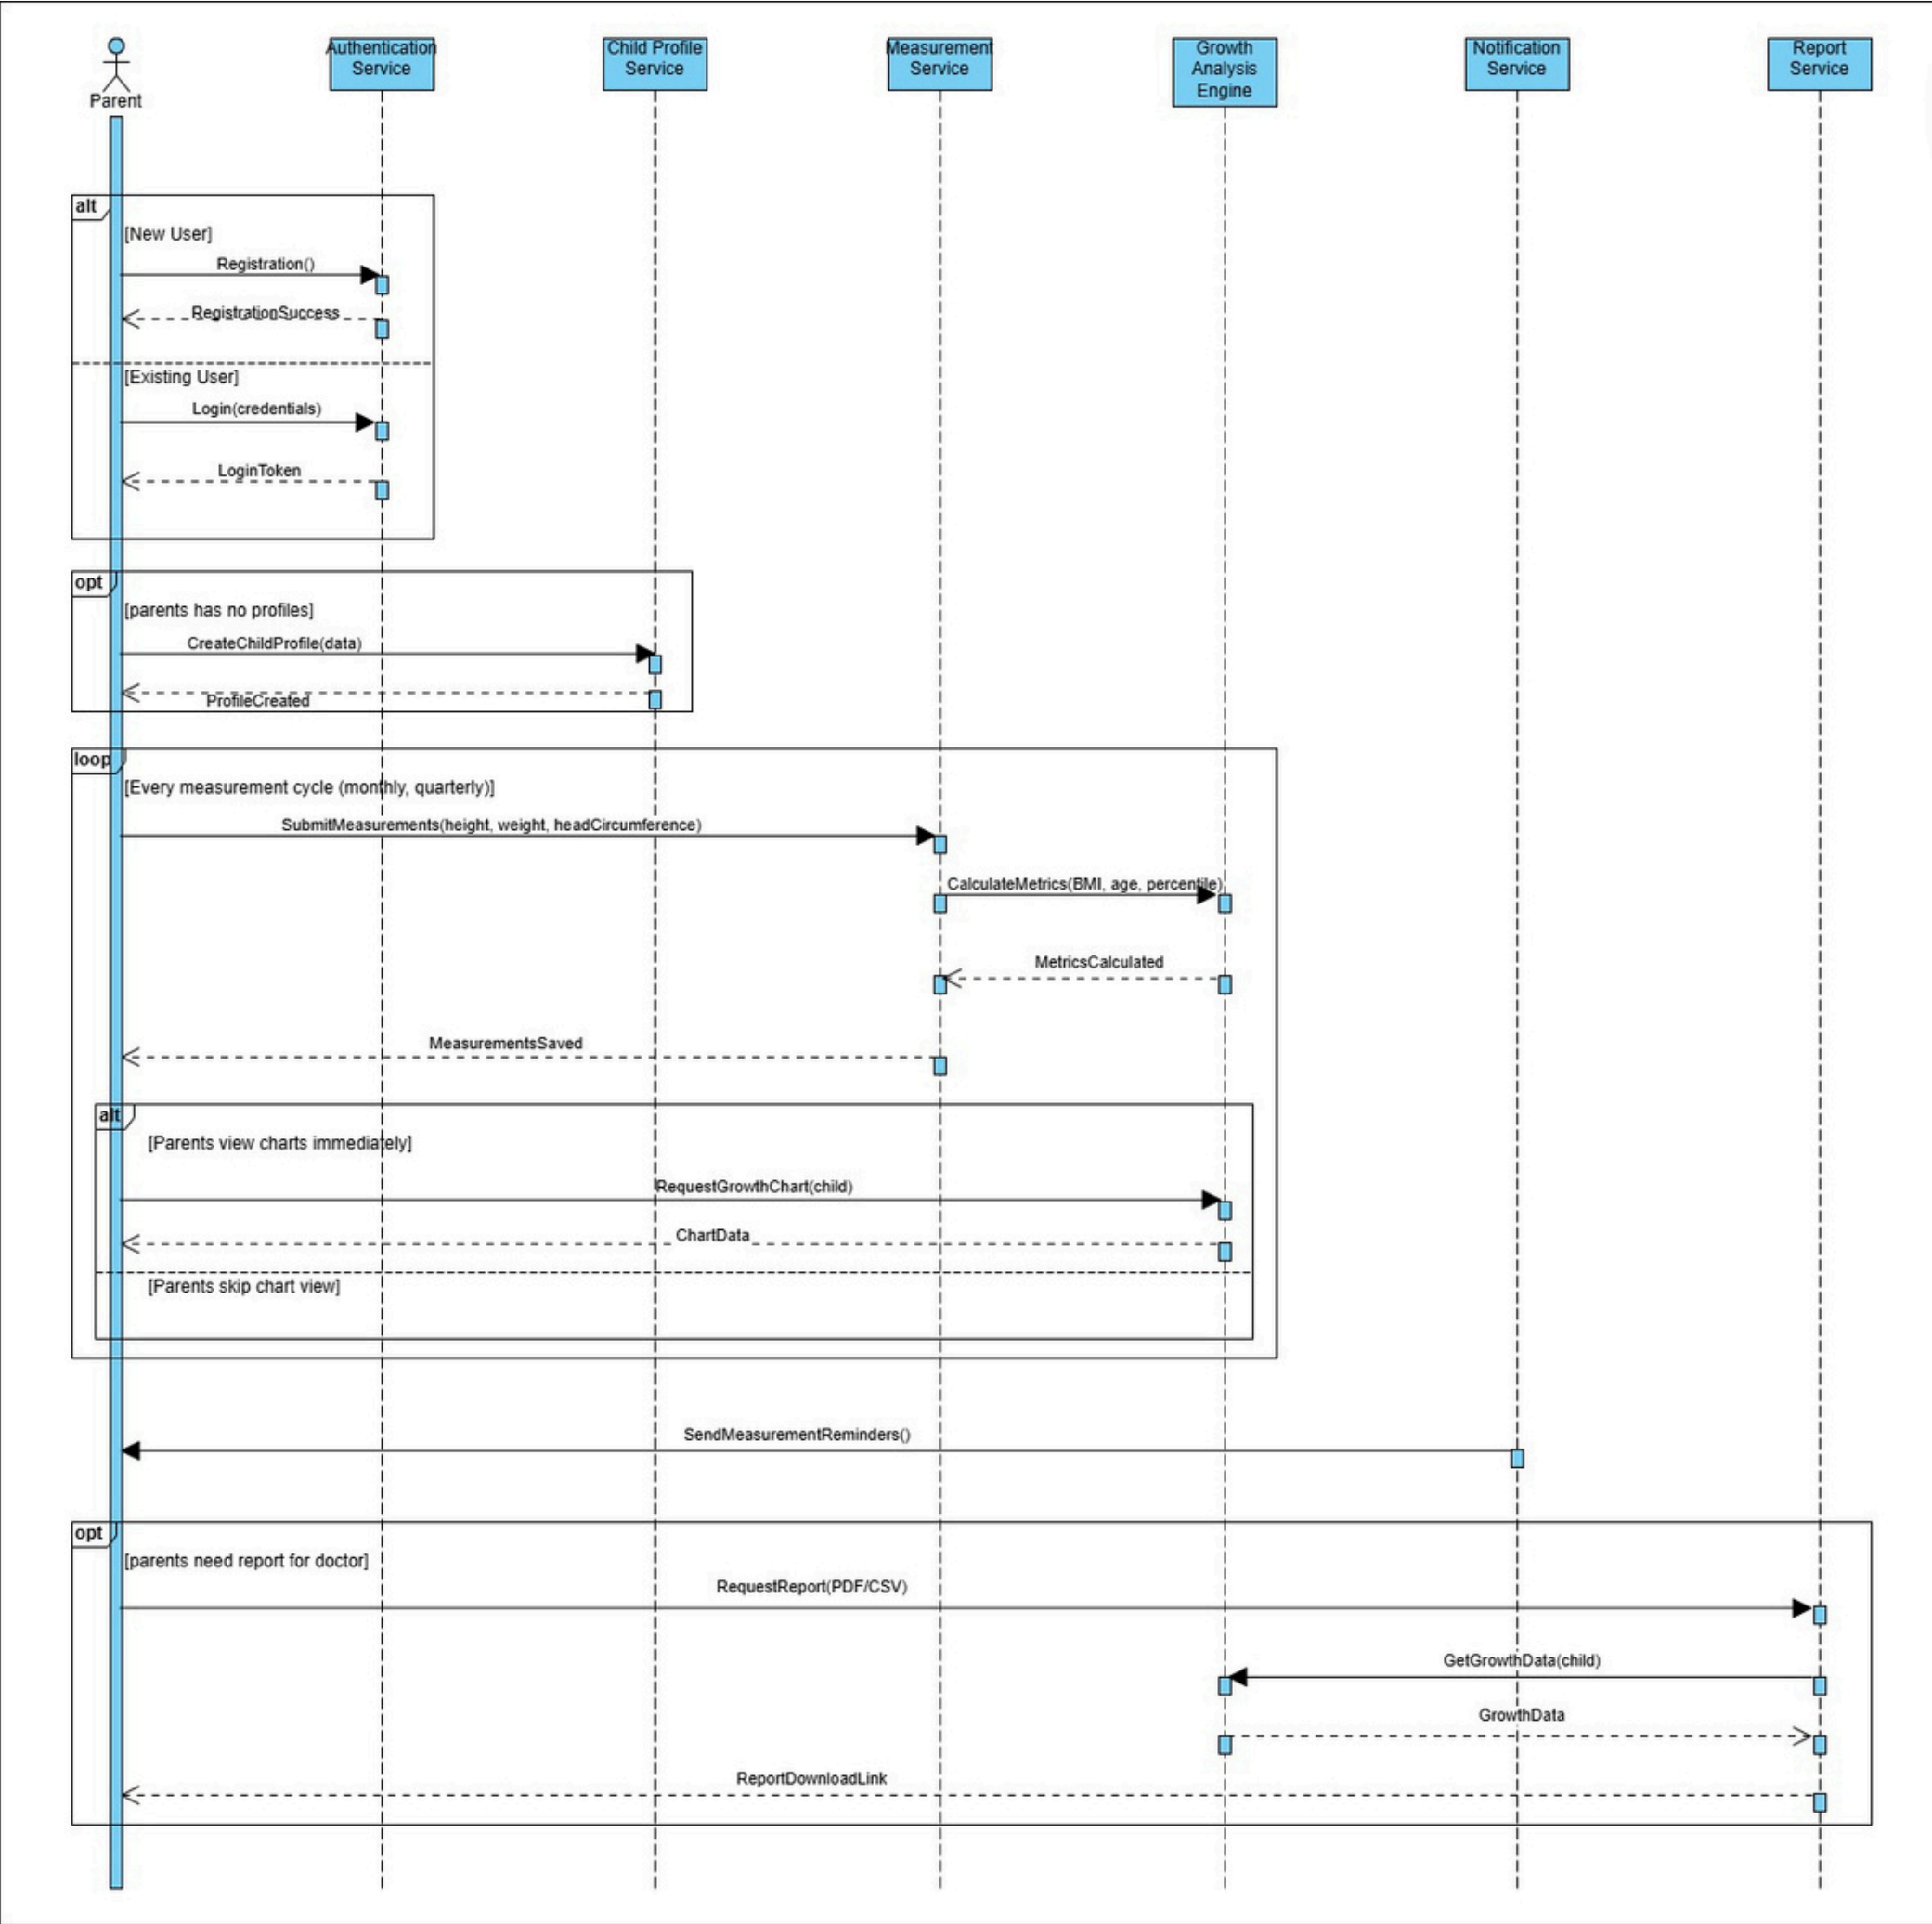 Parent
Authentication
Service
Child Profile
Service
Measurement
Service
Growth
Analysis
Engine
Notification
Service
Report
Service
alt
[New User]
Registration()
RegistrationSuccess
[Existing User]
Login(credentials)
LoginToken
opt
[parents has no profiles]
CreateChildProfile(data)
ProfileCreated
loop
[Every measurement cycle (monthly, quarterly)]
SubmitMeasurements(height, weight, headCircumference)
CalculateMetrics(BMI, age, percentile)
MetricsCalculated
MeasurementsSaved
alt
[Parents view charts immediately]
RequestGrowthChart(child)
ChartData
[Parents skip chart view]
SendMeasurementReminders()
opt
[parents need report for doctor]
RequestReport(PDF/CSV)
GetGrowthData(child)
GrowthData
ReportDownloadLink